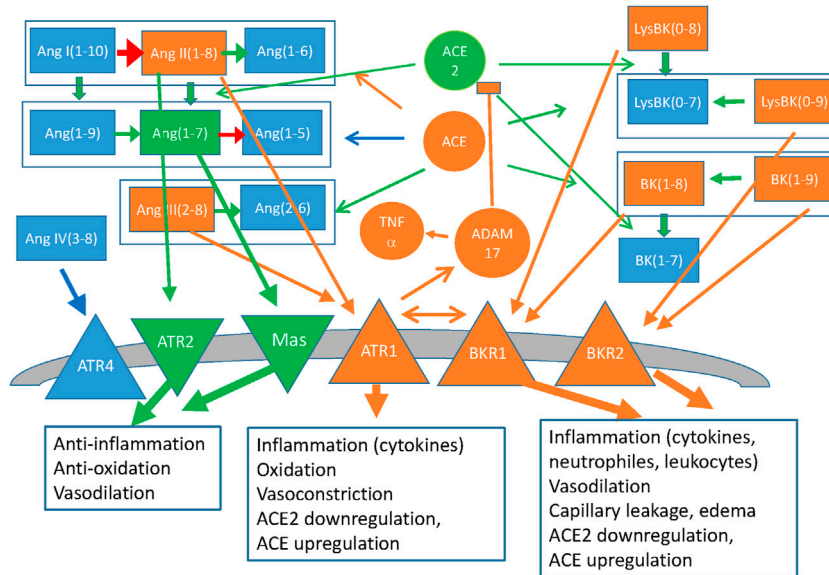 Ang I(1-10)
Ang II(1-8)
Ang(1-6)
ACE
2
LysBK(0-8)
LysBK(0-7)
LysBK(0-9)
Ang(1-9)
Ang(1-7)
Ang(1-5)
ACE
BK(1-8)
BK(1-9)
Ang III(2-8)
Ang(2-6)
TNF
α
ADAM
17
Ang IV(3-8)
BK(1-7)
ATR4
ATR2
Mas
ATR1
BKR1
BKR2
Anti-inflammation
Anti-oxidation
Vasodilation
Inflammation (cytokines)
Oxidation
Vasoconstriction
ACE2 downregulation,
ACE upregulation
Inflammation (cytokines,
neutrophiles, leukocytes)
Vasodilation
Capillary leakage, edema
ACE2 downregulation,
ACE upregulation